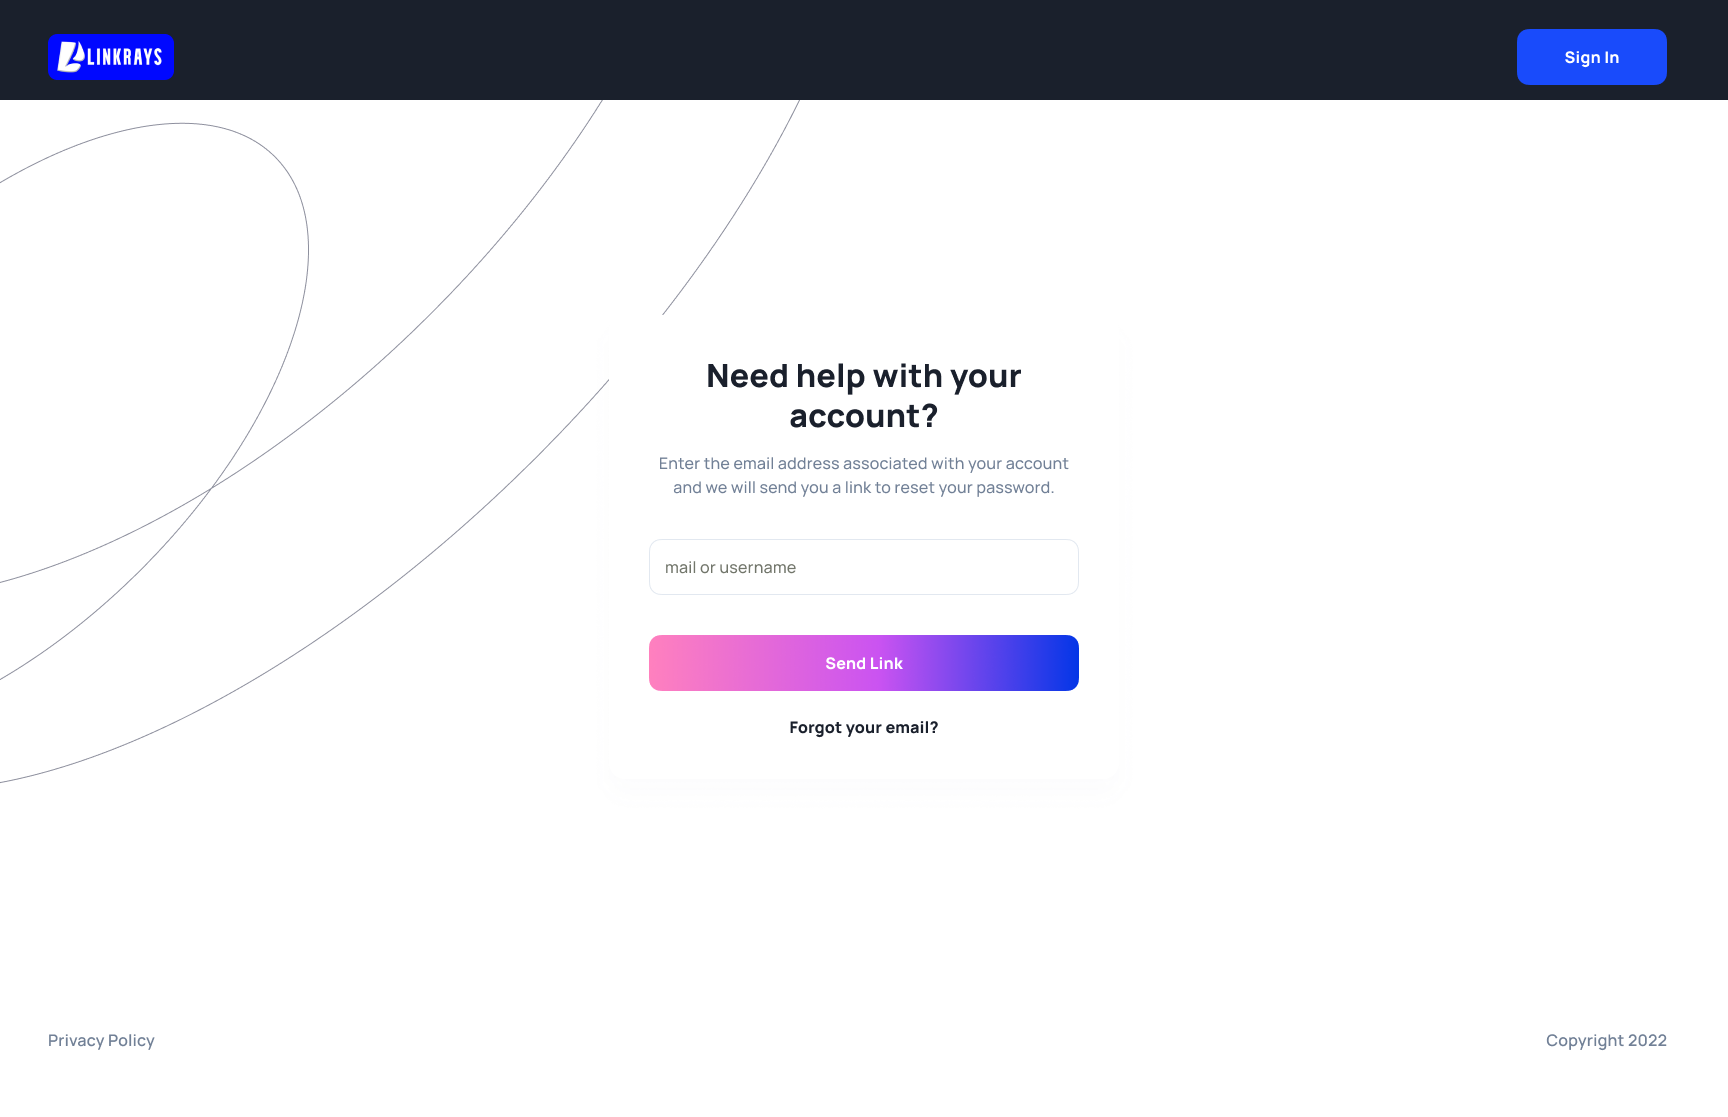 LINKRAYS
Sign In
Need help with your
account?
Enter the email address associated with your account
and we will send you a link to reset your password.
mail or username
Send Link
Forgot your email?
Privacy Policy
Copyright 2022